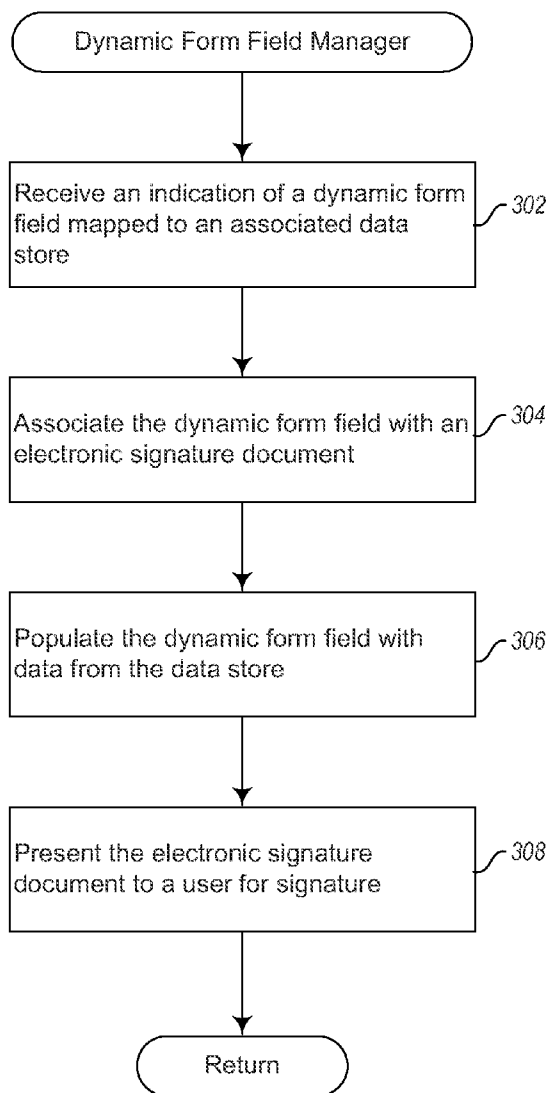 Dynamic Form Field Manager
Receive an indication of a dynamic form
field mapped to an associated data
store
302
Associate the dynamic form field with an
electronic signature document
304
Populate the dynamic form field with
data from the data store
306
Present the electronic signature
document to a user for signature
308
Return